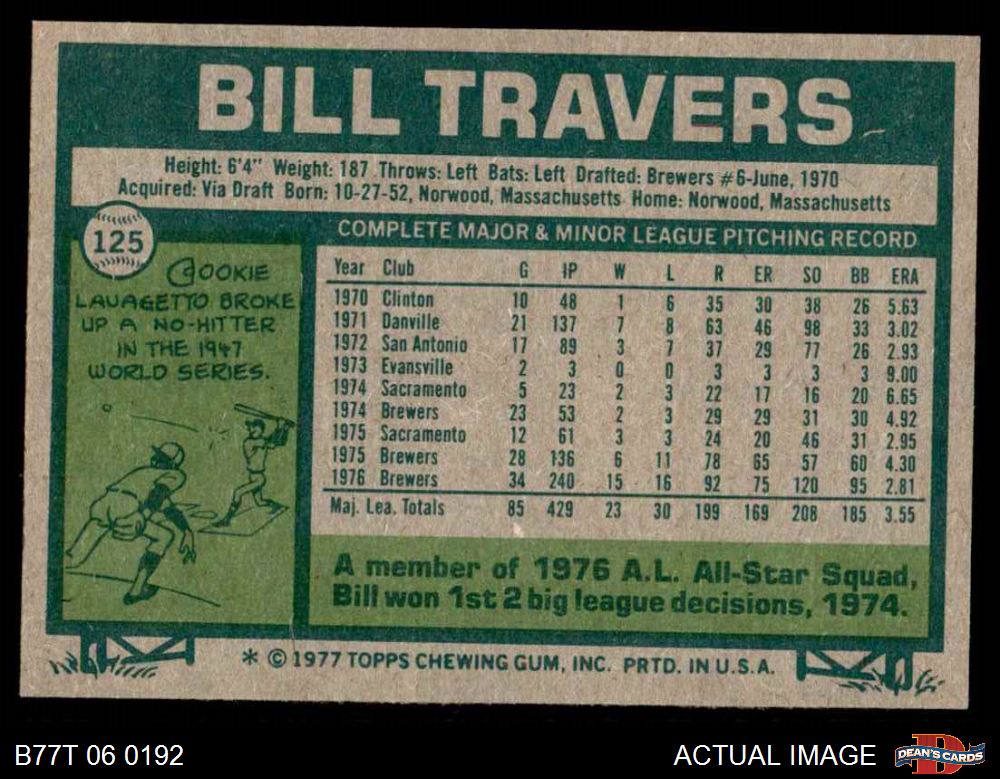 BILL TRAVERS
Height: 6'4" Weight: 187 Throws: Left Bats: Left Drafted: Brewers #6-June, 1970
Acquired: Via Draft Born: 10-27-52, Norwood, Massachusetts Home: Norwood, Massachusetts
125
COOKIE
LAVAGETTO BROKE
UP A NO-HITTER
IN THE 1947
WORLD SERIES.
COMPLETE MAJOR & MINOR LEAGUE PITCHING RECORD
Year Club G IP W L R ER SO BB ERA
1970 Clinton 10 48 1 6 35 30 38 26 5.63
1971 Danville 21 137 7 8 63 46 98 33 3.02
1972 San Antonio 17 89 3 7 37 29 77 26 2.93
1973 Evansville 2 3 0 0 3 3 3 3 9.00
1974 Sacramento 5 23 2 3 22 17 16 20 6.65
1974 Brewers 23 53 2 3 29 29 31 30 4.92
1975 Sacramento 12 61 3 3 24 20 46 31 2.95
1975 Brewers 28 136 6 11 78 65 57 60 4.30
1976 Brewers 34 240 15 16 92 75 120 95 2.81
Maj. Lea. Totals 85 429 23 30 199 169 208 185 3.55
A member of 1976 A.L. All-Star Squad,
Bill won 1st 2 big league decisions, 1974.
* © 1977 TOPPS CHEWING GUM, INC. PRTD. IN U.S.A.
B77T 06 0192
ACTUAL IMAGE
D
DEAN'S CARDS